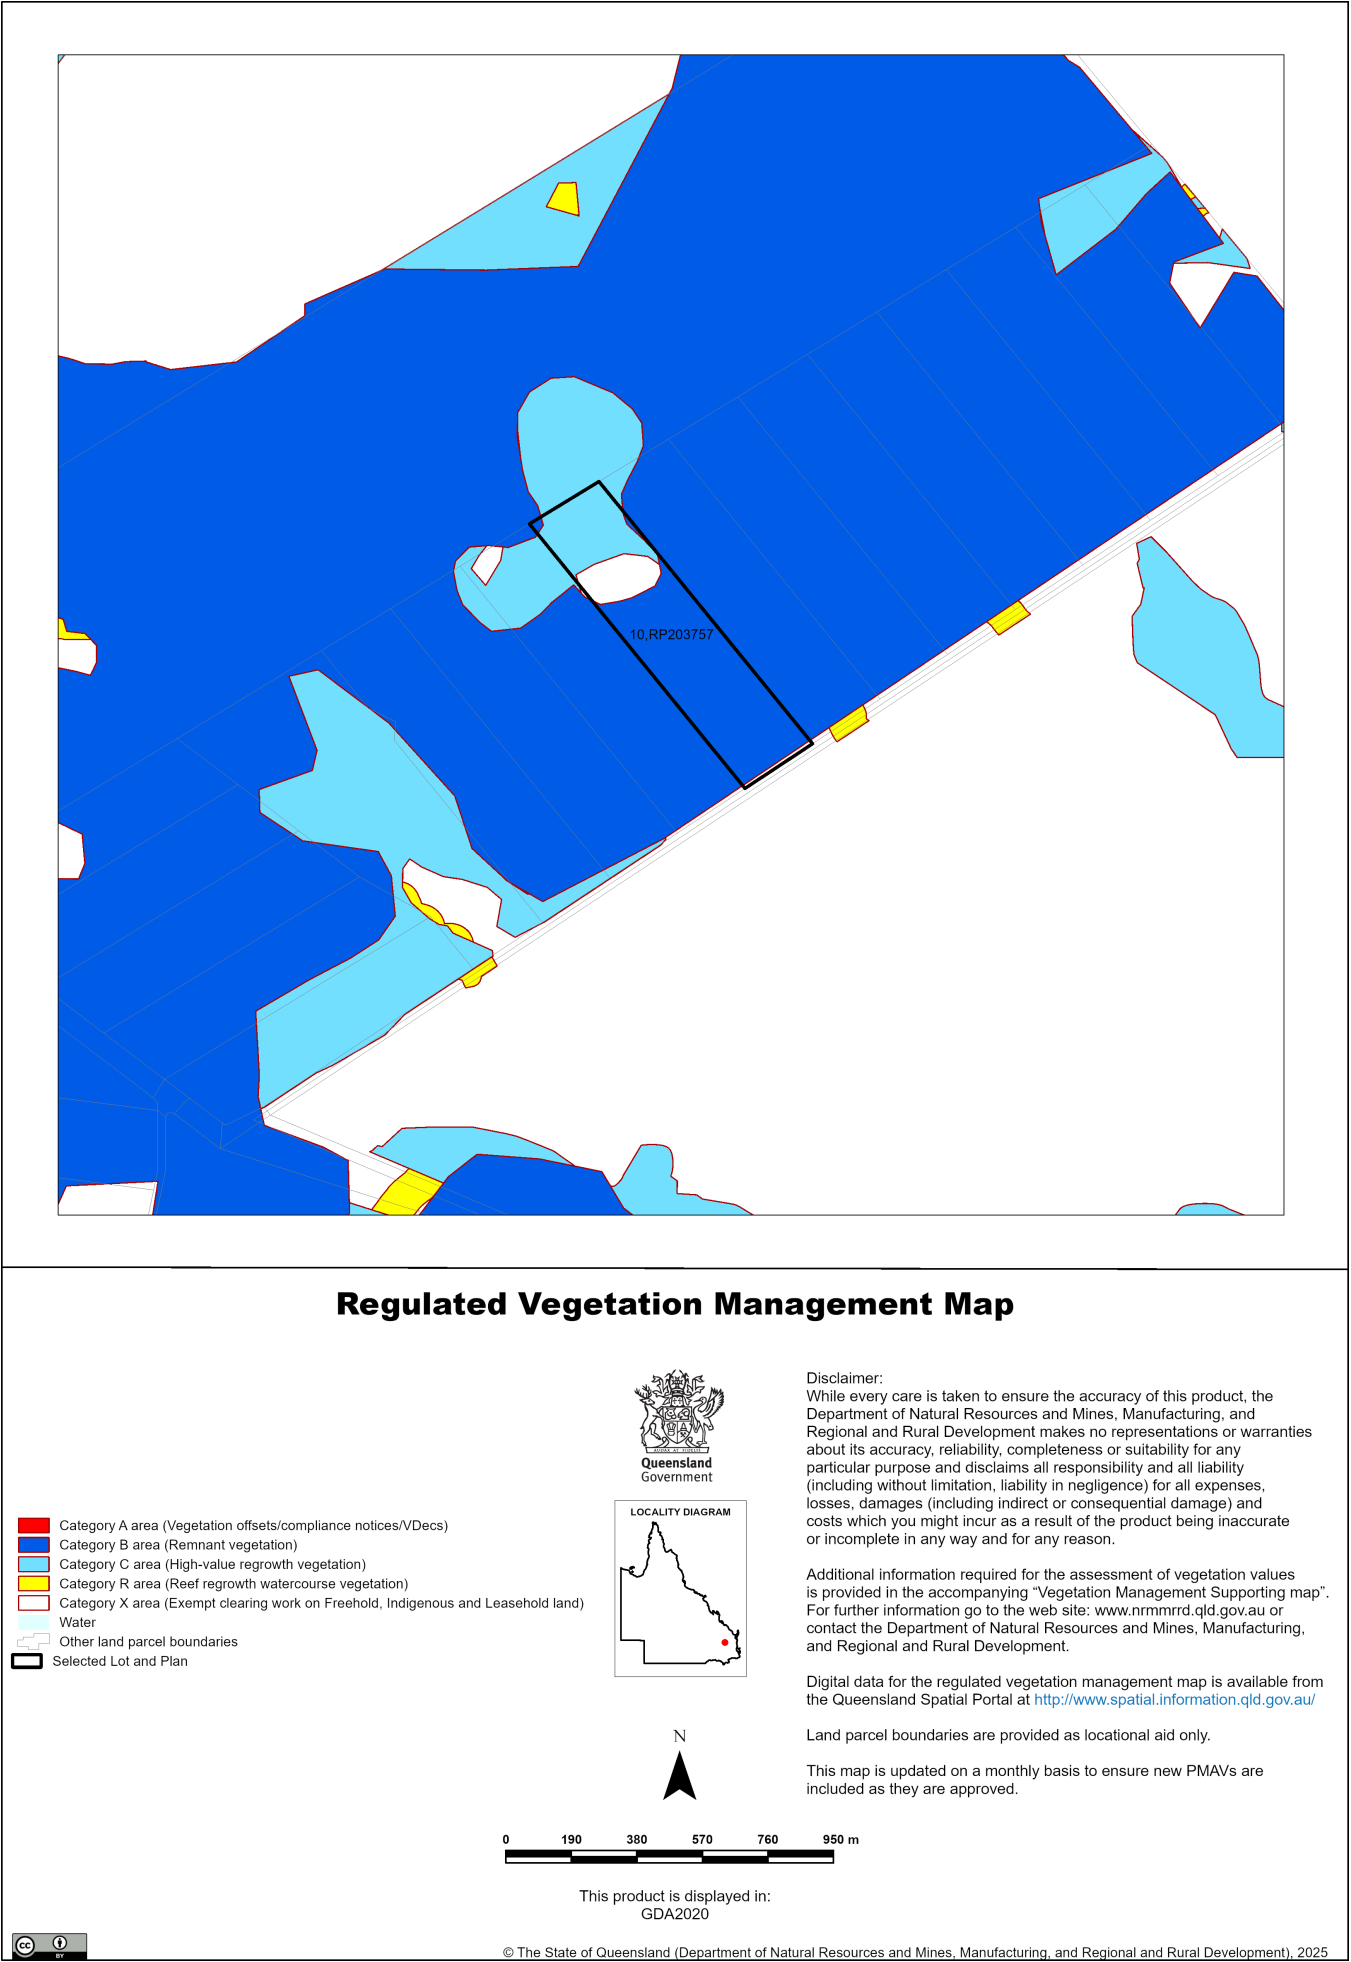 10,RP203757
Regulated Vegetation Management Map
Category A area (Vegetation offsets/compliance notices/VDecs)
Category B area (Remnant vegetation)
Category C area (High-value regrowth vegetation)
Category R area (Reef regrowth watercourse vegetation)
Category X area (Exempt clearing work on Freehold, Indigenous and Leasehold land)
Water
Other land parcel boundaries
Selected Lot and Plan
AUDAX AT FIDELIS
Queensland
Government
LOCALITY DIAGRAM
N
0 190 380 570 760 950 m
This product is displayed in:
GDA2020
Disclaimer:
While every care is taken to ensure the accuracy of this product, the
Department of Natural Resources and Mines, Manufacturing, and
Regional and Rural Development makes no representations or warranties
about its accuracy, reliability, completeness or suitability for any
particular purpose and disclaims all responsibility and all liability
(including without limitation, liability in negligence) for all expenses,
losses, damages (including indirect or consequential damage) and
costs which you might incur as a result of the product being inaccurate
or incomplete in any way and for any reason.
Additional information required for the assessment of vegetation values
is provided in the accompanying “Vegetation Management Supporting map”.
For further information go to the web site: www.nrmmrrd.qld.gov.au or
contact the Department of Natural Resources and Mines, Manufacturing,
and Regional and Rural Development.
Digital data for the regulated vegetation management map is available from
the Queensland Spatial Portal at http://www.spatial.information.qld.gov.au/
Land parcel boundaries are provided as locational aid only.
This map is updated on a monthly basis to ensure new PMAVs are
included as they are approved.
cc BY
© The State of Queensland (Department of Natural Resources and Mines, Manufacturing, and Regional and Rural Development), 2025